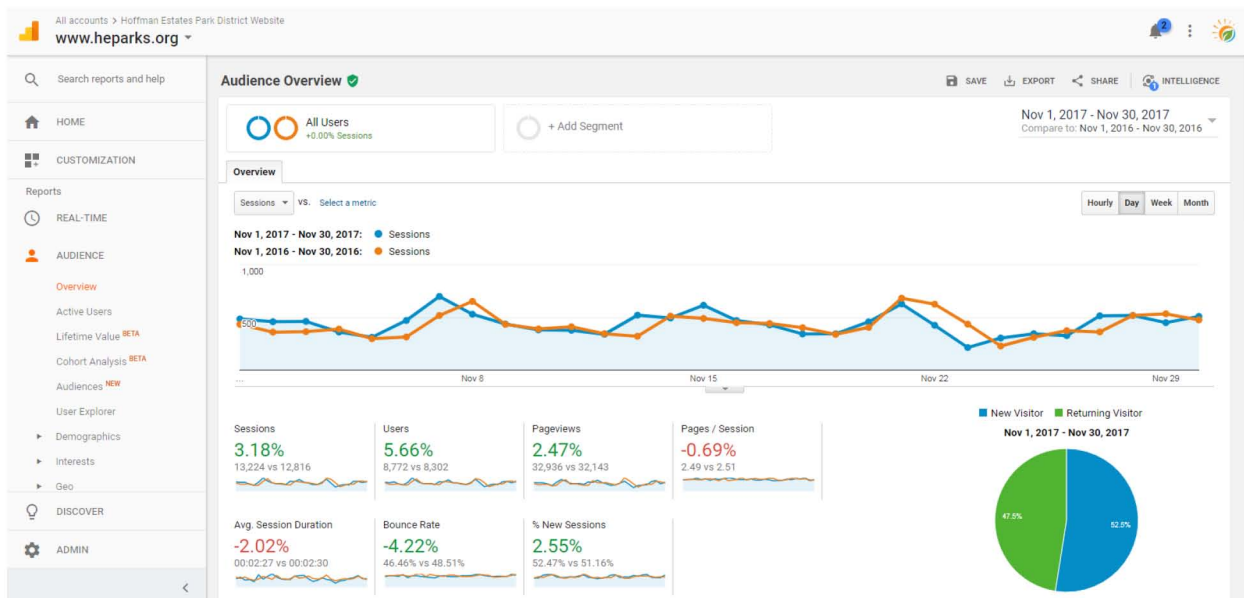 All accounts > Hoffman Estates Park District Website
www.heparks.org
2
Search reports and help
HOME
CUSTOMIZATION
Reports
REAL-TIME
AUDIENCE
Overview
Active Users
Lifetime Value BETA
Cohort Analysis BETA
Audiences NEW
User Explorer
Demographics
Interests
Geo
DISCOVER
ADMIN
Audience Overview
SAVE
EXPORT
SHARE
1
INTELLIGENCE
All Users
+0.00% Sessions
+ Add Segment
Nov 1, 2017 - Nov 30, 2017
Compare to: Nov 1, 2016 - Nov 30, 2016
Overview
Sessions VS. Select a metric
Hourly Day Week Month
Nov 1, 2017 - Nov 30, 2017: Sessions
Nov 1, 2016 - Nov 30, 2016: Sessions
1,000
500
... Nov 8 Nov 15 Nov 22 Nov 29
Sessions
3.18%
13,224 vs 12,816
Users
5.66%
8,772 vs 8,302
Pageviews
2.47%
32,936 vs 32,143
Pages / Session
-0.69%
2.49 vs 2.51
Avg. Session Duration
-2.02%
00:02:27 vs 00:02:30
Bounce Rate
-4.22%
46.46% vs 48.51%
% New Sessions
2.55%
52.47% vs 51.16%
New Visitor Returning Visitor
Nov 1, 2017 - Nov 30, 2017
47.5%
52.5%